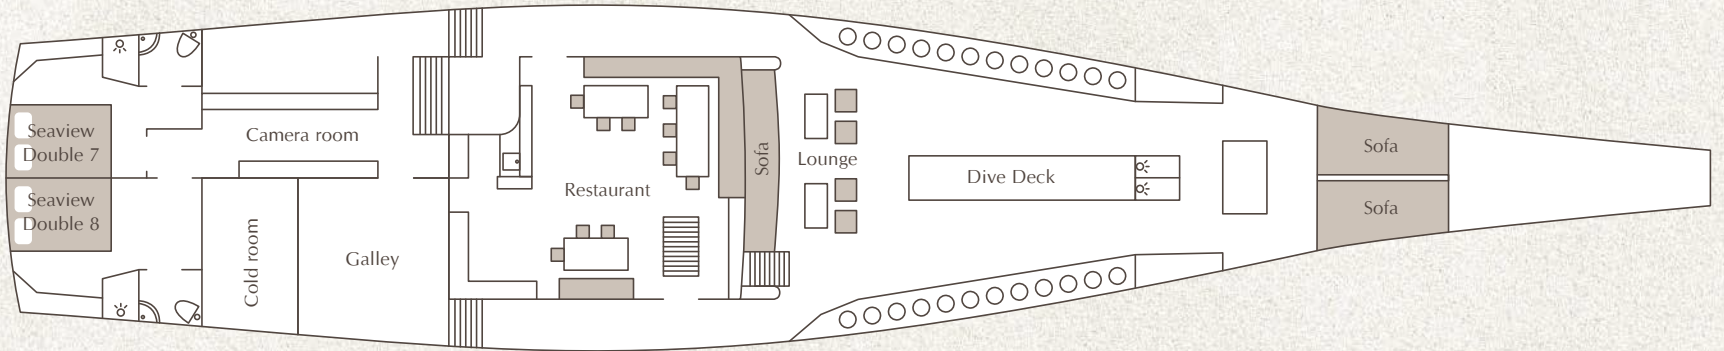 Seaview
Double 7
Seaview
Double 8
Camera room
Cold room
Galley
Restaurant
Sofa
Lounge
Dive Deck
Sofa
Sofa